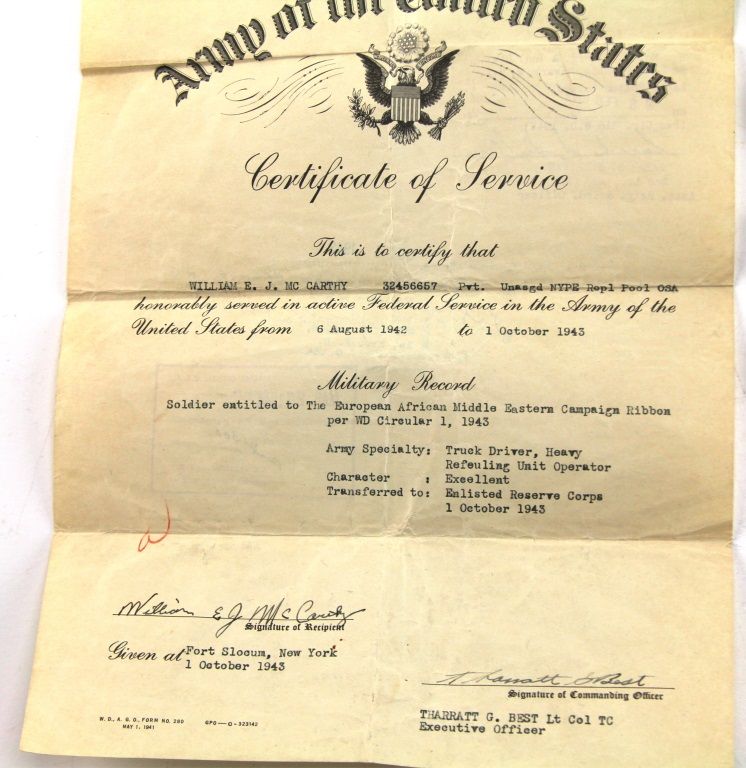 Army of the United States
Certificate of Service
This is to certify that
WILLIAM E. J. MC CARTHY 32456657 Pvt. Unasgd NYPE Repl Pool OSA
honorably served in active Federal Service in the Army of the
United States from 6 August 1942 to 1 October 1943
Military Record
Soldier entitled to The European African Middle Eastern Campaign Ribbon
per WD Circular 1, 1943
Army Specialty: Truck Driver, Heavy
Refeuling Unit Operator
Character : Excellent
Transferred to: Enlisted Reserve Corps
1 October 1943
William E J McCarthy
Signature of Recipient
Given at Fort Slocum, New York
1 October 1943
Tharratt G Best
Signature of Commanding Officer
THARRATT G. BEST Lt Col TC
Executive Officer
W. D., A. G. O., FORM NO. 280
MAY 1, 1941
GPO—O-323142